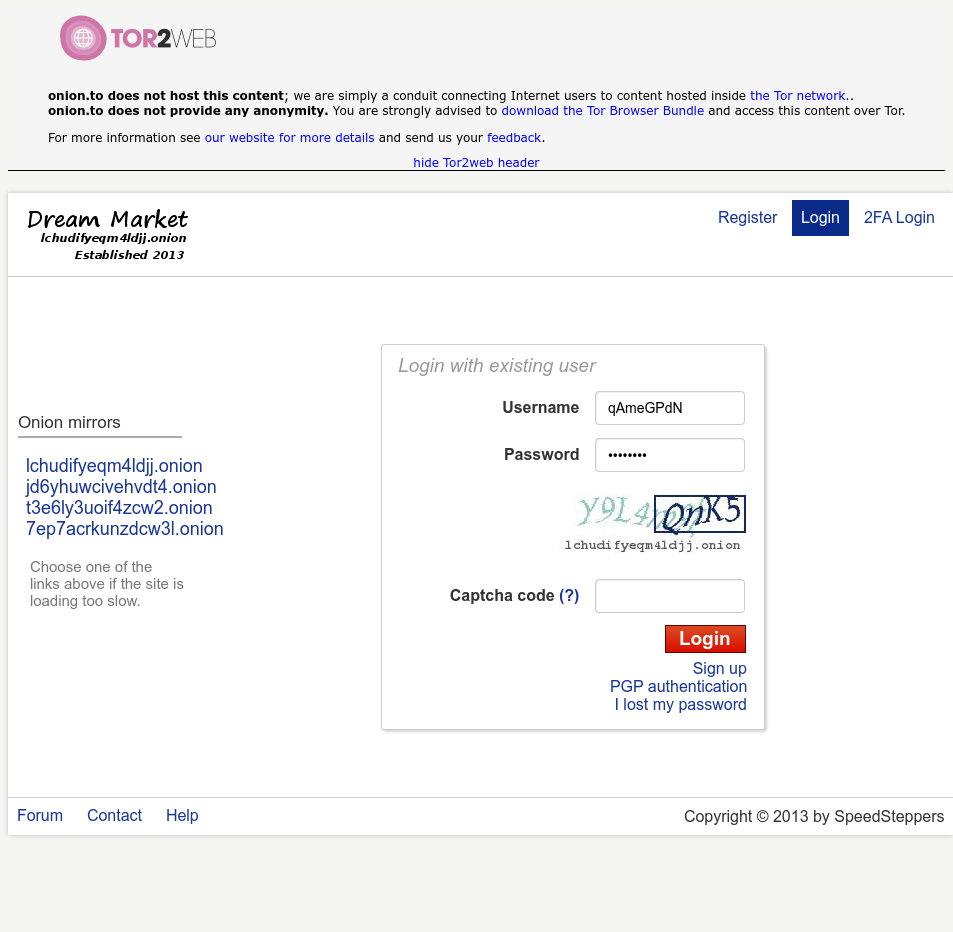 TOR2WEB
onion.to does not host this content; we are simply a conduit connecting Internet users to content hosted inside the Tor network..
onion.to does not provide any anonymity. You are strongly advised to download the Tor Browser Bundle and access this content over Tor.
For more information see our website for more details and send us your feedback.
hide Tor2web header
Dream Market
lchudifyeqm4ldjj.onion
Established 2013
Register Login 2FA Login
Onion mirrors
lchudifyeqm4ldjj.onion
jd6yhuwcivehvdt4.onion
t3e6ly3uoif4zcw2.onion
7ep7acrkunzdcw3l.onion
Choose one of the
links above if the site is
loading too slow.
Login with existing user
Username qAmeGPdN
Password ••••••••
lchudifyeqm4ldjj.onion
Captcha code (?)
Login
Sign up
PGP authentication
I lost my password
Forum Contact Help
Copyright © 2013 by SpeedSteppers